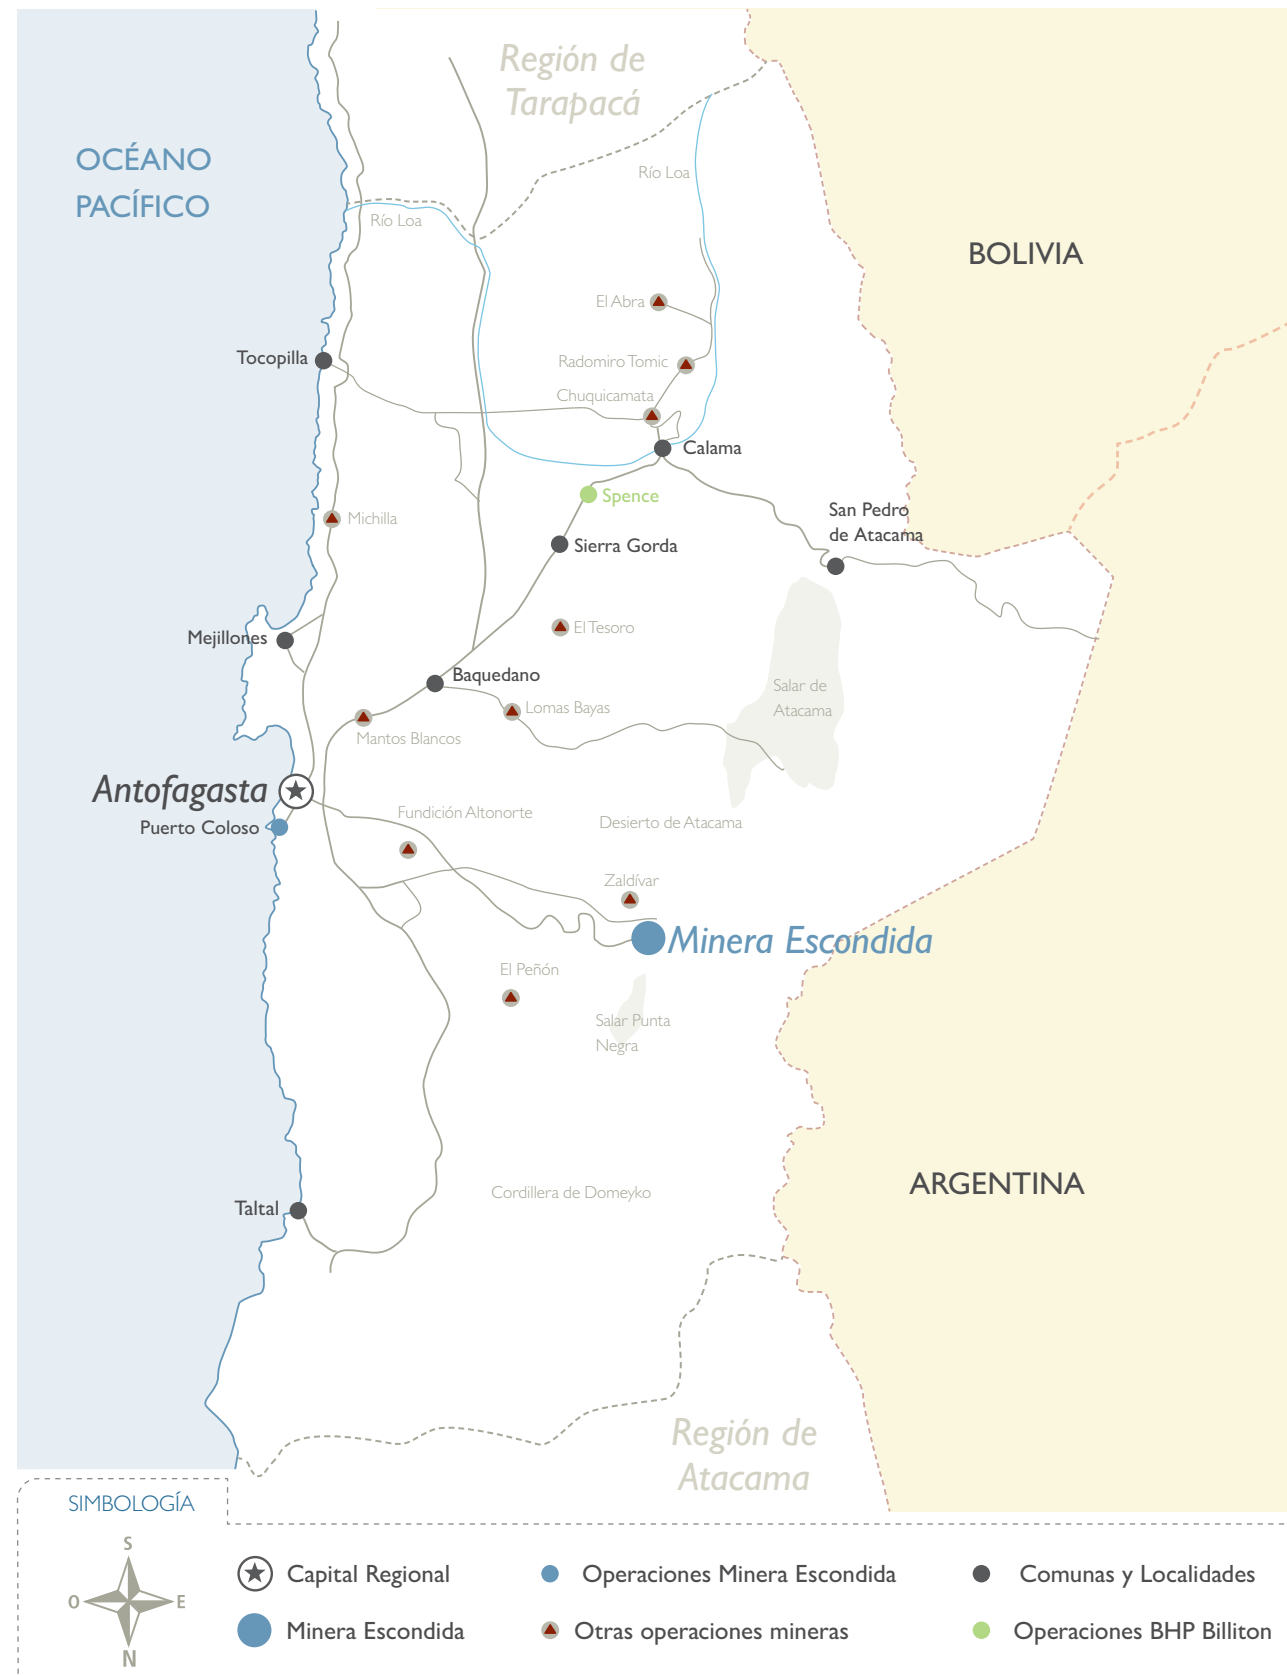 Región de
Tarapacá
OCÉANO
PACÍFICO
Río Loa
Río Loa
BOLIVIA
El Abra
Tocopilla
Radomiro Tomic
Chuquicamata
Calama
Spence
San Pedro
de Atacama
Michilla
Sierra Gorda
El Tesoro
Mejillones
Baquedano
Salar de
Atacama
Lomas Bayas
Mantos Blancos
Antofagasta
Fundición Altonorte
Desierto de Atacama
Puerto Coloso
Zaldívar
Minera Escondida
El Peñón
Salar Punta
Negra
ARGENTINA
Cordillera de Domeyko
Taltal
Región de
Atacama
SIMBOLOGÍA
S
O
E
N
Capital Regional
Operaciones Minera Escondida
Comunas y Localidades
Minera Escondida
Otras operaciones mineras
Operaciones BHP Billiton